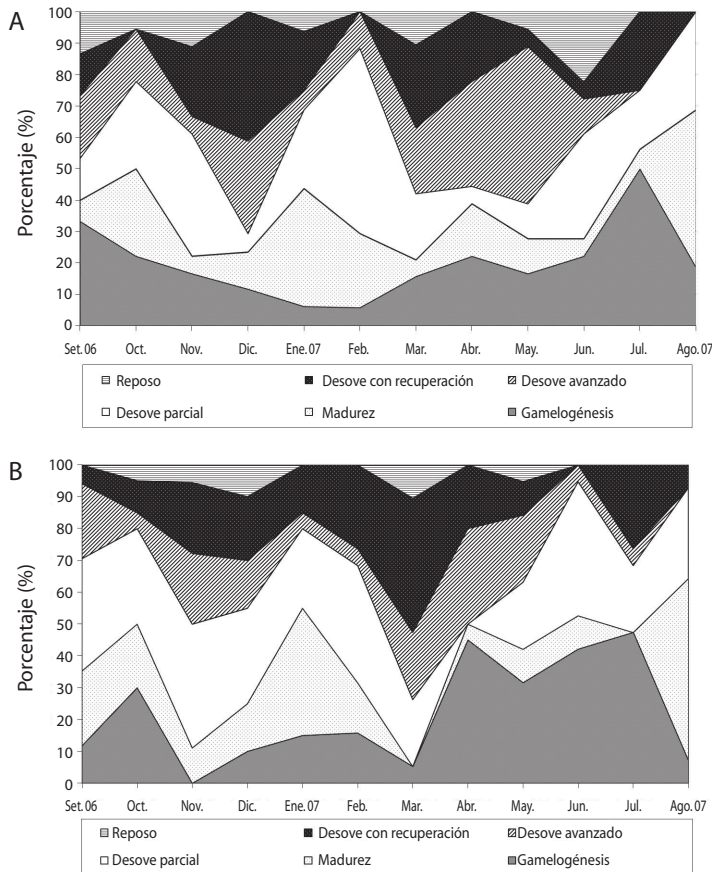 A
Porcentaje (%)
100
90
80
70
60
50
40
30
20
10
0
Set. 06 Oct. Nov. Dic. Ene. 07 Feb. Mar. Abr. May. Jun. Jul. Ago. 07
Reposo Desove con recuperación Desove avanzado
Desove parcial Madurez Gamelogénesis
B
Porcentaje (%)
100
90
80
70
60
50
40
30
20
10
0
Set. 06 Oct. Nov. Dic. Ene. 07 Feb. Mar. Abr. May. Jun. Jul. Ago. 07
Reposo Desove con recuperación Desove avanzado
Desove parcial Madurez Gamelogénesis